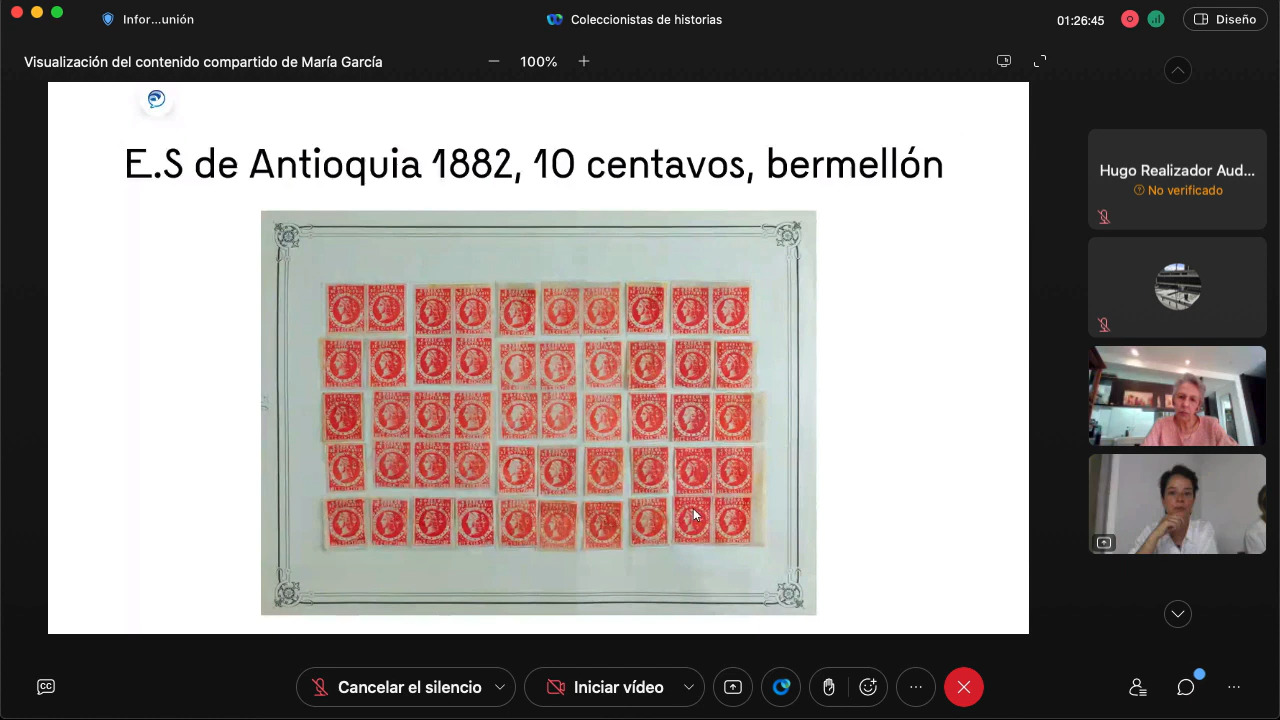 Infor...unión
Coleccionistas de historias
01:26:45
Diseño
Visualización del contenido compartido de María García
100%
E.S de Antioquia 1882, 10 centavos, bermellón
Hugo Realizador Aud...
No verificado
Cancelar el silencio
Iniciar vídeo
CC